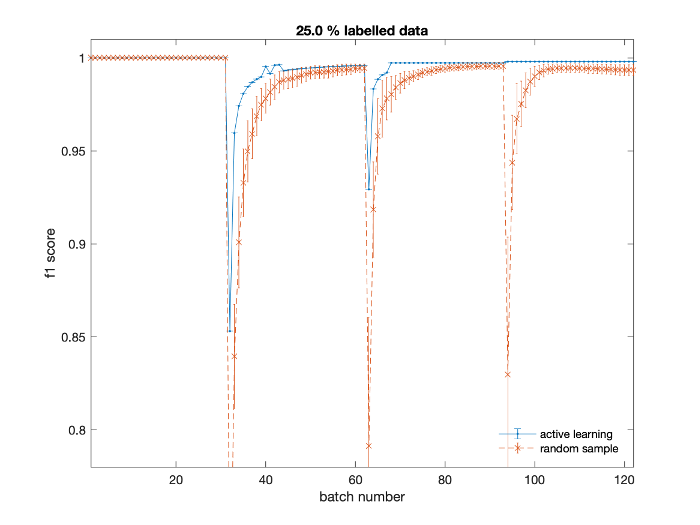 25.0 % labelled data
1
0.95
0.9
0.85
0.8
f1 score
20 40 60 80 100 120
batch number
active learning
random sample